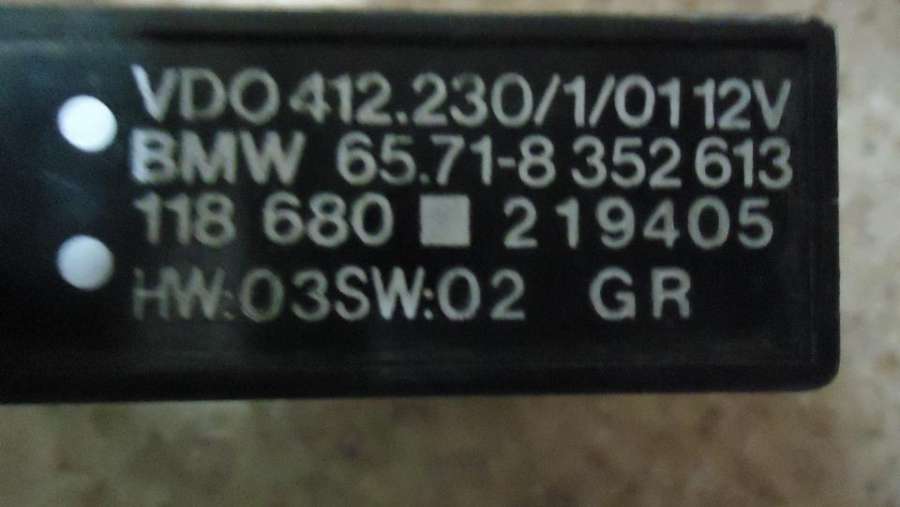 VDO 412.230/1/01 12V
BMW 65.71-8 352 613
118 680 ■ 219405
HW:03SW:02 GR